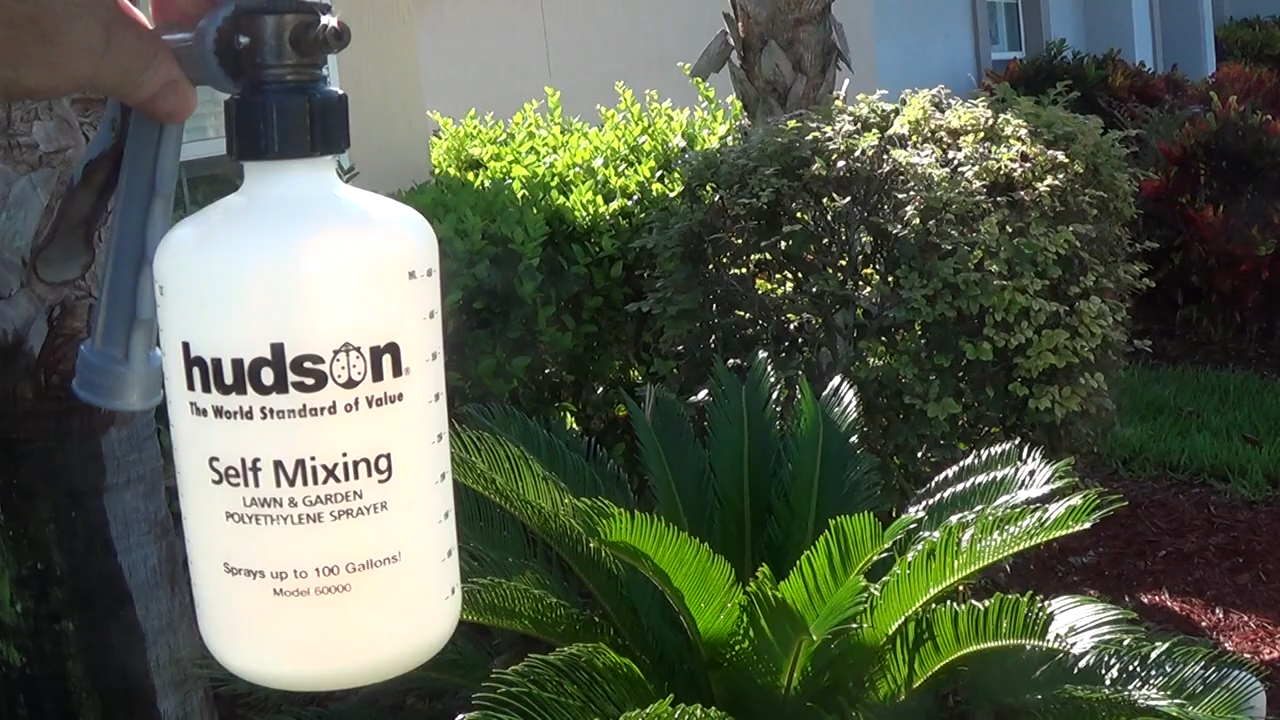 hudson®
The World Standard of Value
Self Mixing
LAWN & GARDEN
POLYETHYLENE SPRAYER
Sprays up to 100 Gallons!
Model 60000